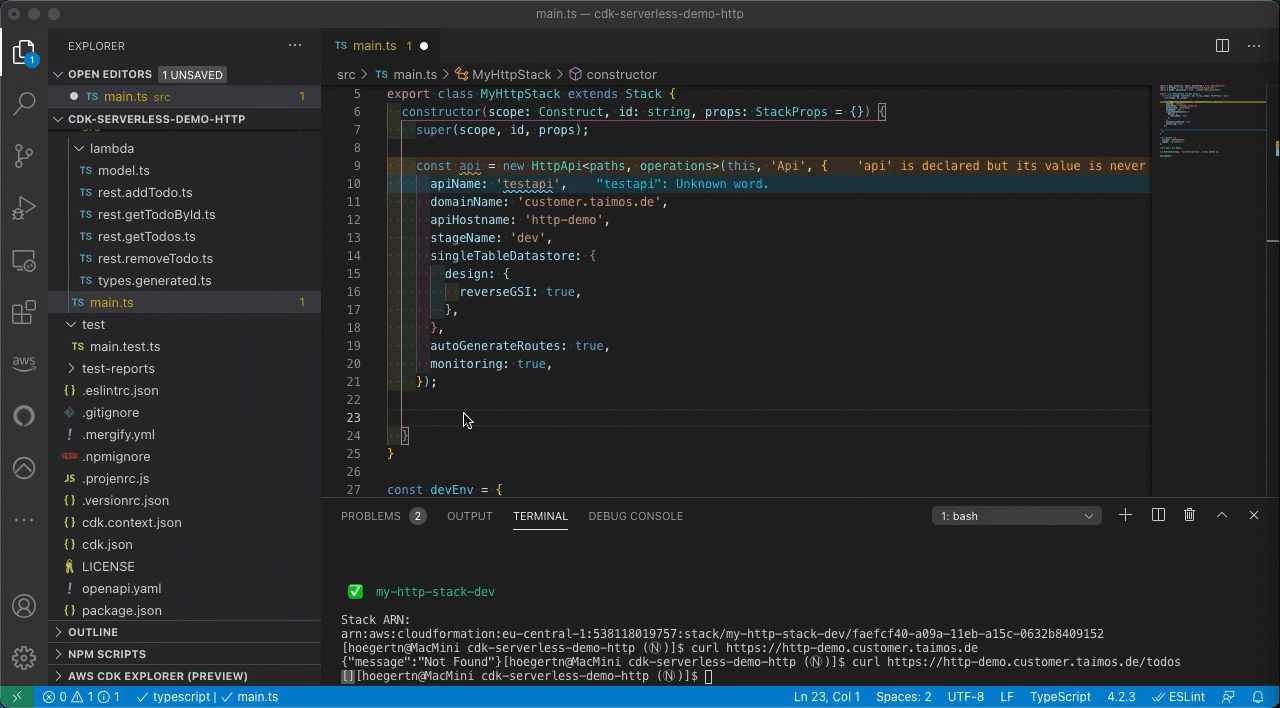 main.ts — cdk-serverless-demo-http
EXPLORER
OPEN EDITORS 1 UNSAVED
TS main.ts src 1
CDK-SERVERLESS-DEMO-HTTP
lambda
TS model.ts
TS rest.addTodo.ts
TS rest.getTodoById.ts
TS rest.getTodos.ts
TS rest.removeTodo.ts
TS types.generated.ts
TS main.ts 1
test
TS main.test.ts
test-reports
{} .eslintrc.json
.gitignore
! .mergify.yml
npm .npmignore
JS .projenrc.js
{} .versionrc.json
{} cdk.context.json
{} cdk.json
LICENSE
! openapi.yaml
{} package.json
OUTLINE
NPM SCRIPTS
AWS CDK EXPLORER (PREVIEW)
1
aws
TS main.ts 1
src > TS main.ts > MyHttpStack > constructor
5 export class MyHttpStack extends Stack {
6 constructor(scope: Construct, id: string, props: StackProps = {}) {
7 super(scope, id, props);
8
9 const api = new HttpApi<paths, operations>(this, 'Api', { 'api' is declared but its value is never
10 apiName: 'testapi', "testapi": Unknown word.
11 domainName: 'customer.taimos.de',
12 apiHostname: 'http-demo',
13 stageName: 'dev',
14 singleTableDatastore: {
15 design: {
16 reverseGSI: true,
17 },
18 },
19 autoGenerateRoutes: true,
20 monitoring: true,
21 });
22
23
24 }
25 }
26
27 const devEnv = {
PROBLEMS 2 OUTPUT TERMINAL DEBUG CONSOLE 1: bash
✅ my-http-stack-dev
Stack ARN:
arn:aws:cloudformation:eu-central-1:538118019757:stack/my-http-stack-dev/faefcf40-a09a-11eb-a15c-0632b8409152
[hoegertn@MacMini cdk-serverless-demo-http (Ⓝ)]$ curl https://http-demo.customer.taimos.de
{"message":"Not Found"}[hoegertn@MacMini cdk-serverless-demo-http (Ⓝ)]$ curl https://http-demo.customer.taimos.de/todos
[][hoegertn@MacMini cdk-serverless-demo-http (Ⓝ)]$
0 1 1 typescript | main.ts Ln 23, Col 1 Spaces: 2 UTF-8 LF TypeScript 4.2.3 ESLint